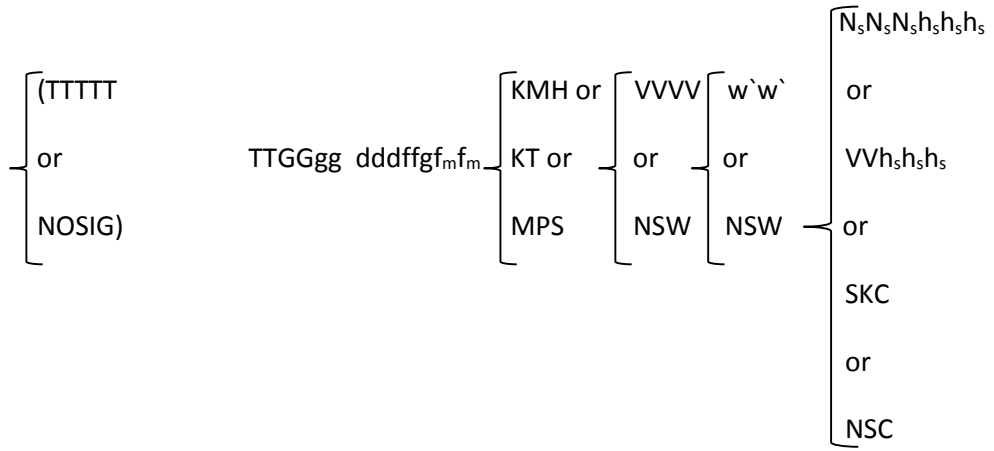 NₛNₛNₛhₛhₛhₛ
(TTTTT KMH or VVVV w`w` or
or TTGGgg dddffgfₘfₘ KT or or or VVhₛhₛhₛ
NOSIG) MPS NSW NSW or
SKC
or
NSC